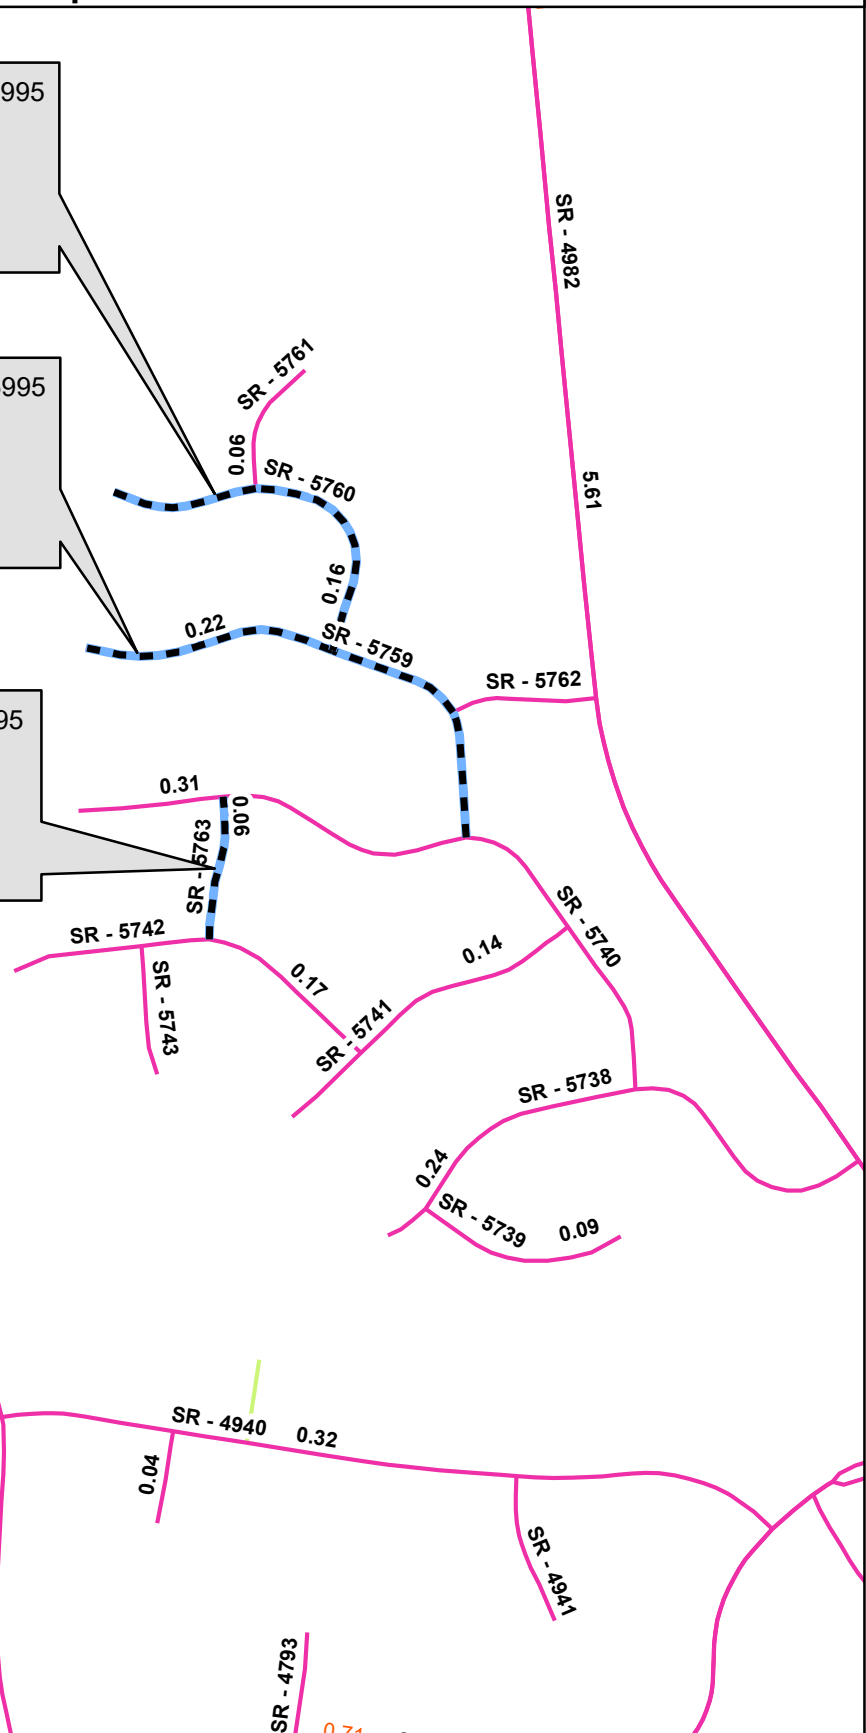 995
SR - 4982
SR - 5761
995
0.06
SR - 5760
5.61
0.16
0.22
SR - 5759
SR - 5762
95
0.31
0.06
SR - 5763
SR - 5740
SR - 5742
0.14
0.17
SR - 5743
SR - 5741
SR - 5738
0.24
SR - 5739
0.09
SR - 4940
0.32
0.04
SR - 4941
SR - 4793
0.71